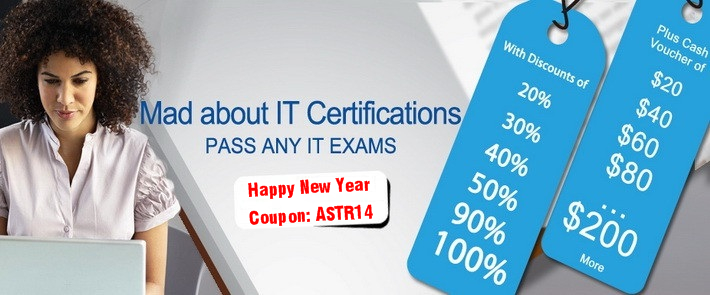 Mad about IT Certifications
PASS ANY IT EXAMS
Happy New Year
Coupon: ASTR14
With Discounts of
20%
30%
40%
50%
90%
100%
Plus Cash
Voucher of
$20
$40
$60
$80
...
$200
More